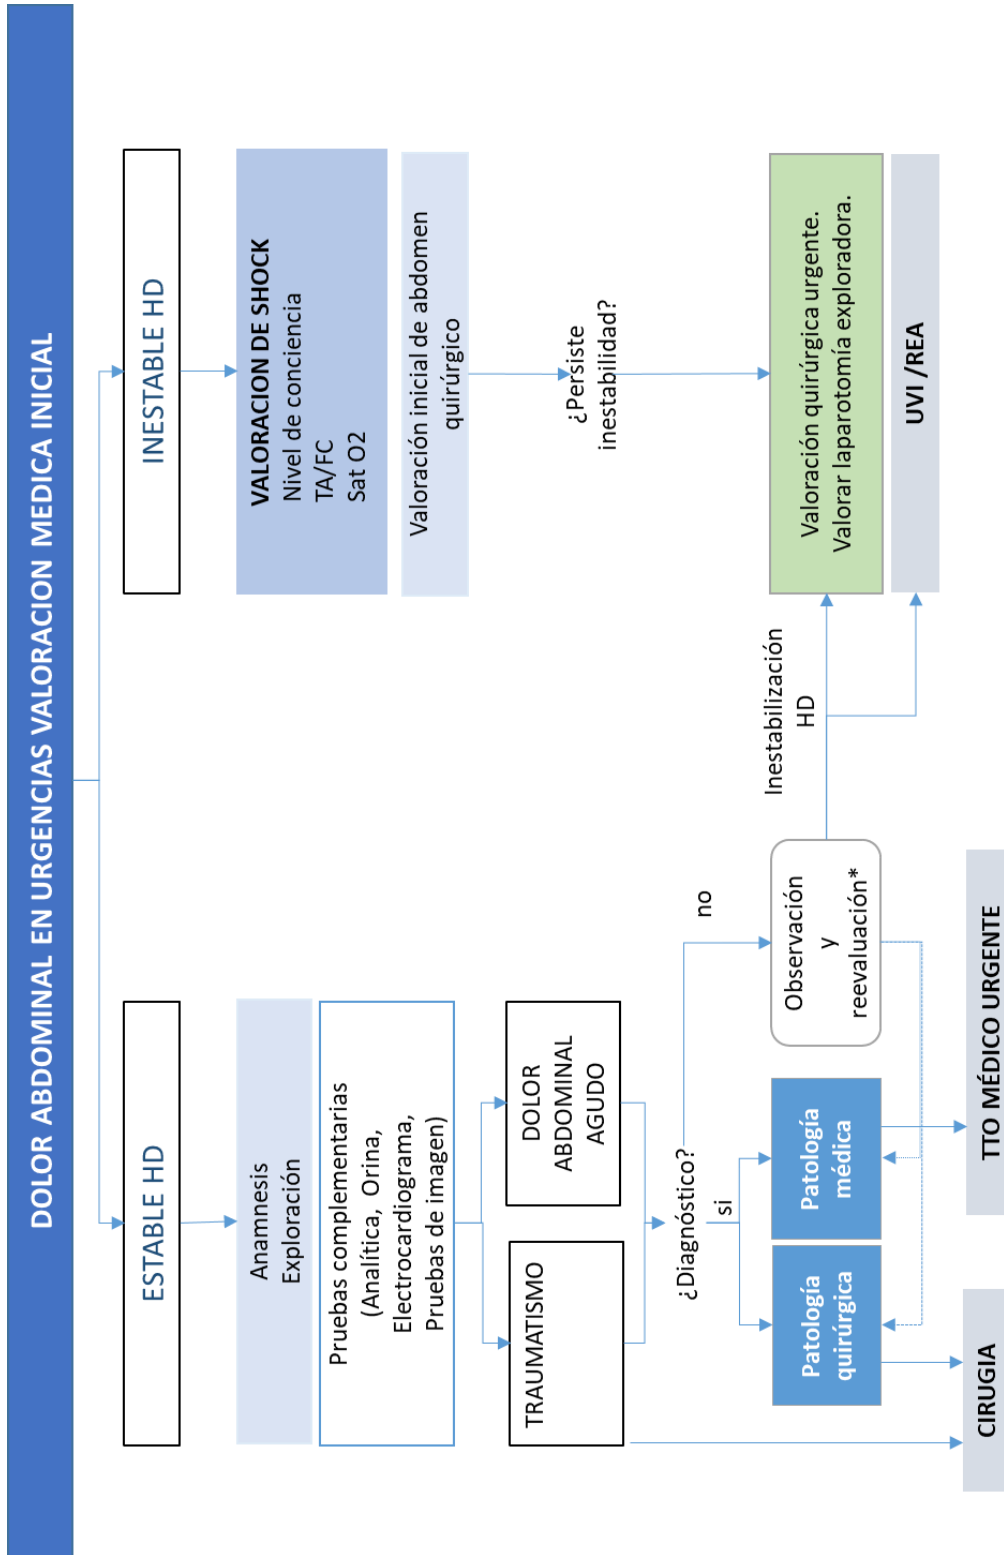 DOLOR ABDOMINAL EN URGENCIAS VALORACION MEDICA INICIAL
ESTABLE HD
INESTABLE HD
Anamnesis
Exploración
VALORACION DE SHOCK
Nivel de conciencia
TA/FC
Sat O2
Pruebas complementarias
(Analítica, Orina,
Electrocardiograma,
Pruebas de imagen)
Valoración inicial de abdomen
quirúrgico
TRAUMATISMO
DOLOR
ABDOMINAL
AGUDO
¿Persiste
inestabilidad?
¿Diagnóstico?
si
no
Patología
quirúrgica
Patología
médica
Observación
y
reevaluación*
Inestabilización
HD
Valoración quirúrgica urgente.
Valorar laparotomía exploradora.
UVI /REA
CIRUGIA
TTO MÉDICO URGENTE